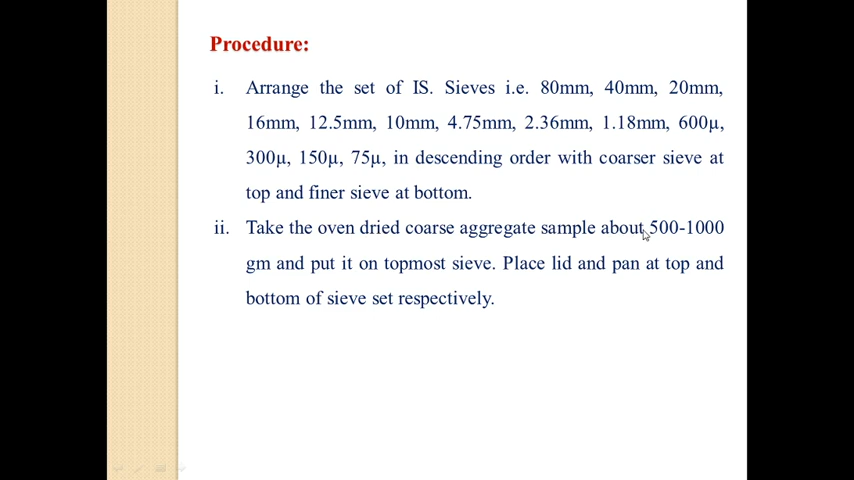 Procedure:
i. Arrange the set of IS. Sieves i.e. 80mm, 40mm, 20mm,
16mm, 12.5mm, 10mm, 4.75mm, 2.36mm, 1.18mm, 600µ,
300µ, 150µ, 75µ, in descending order with coarser sieve at
top and finer sieve at bottom.
ii. Take the oven dried coarse aggregate sample about 500-1000
gm and put it on topmost sieve. Place lid and pan at top and
bottom of sieve set respectively.